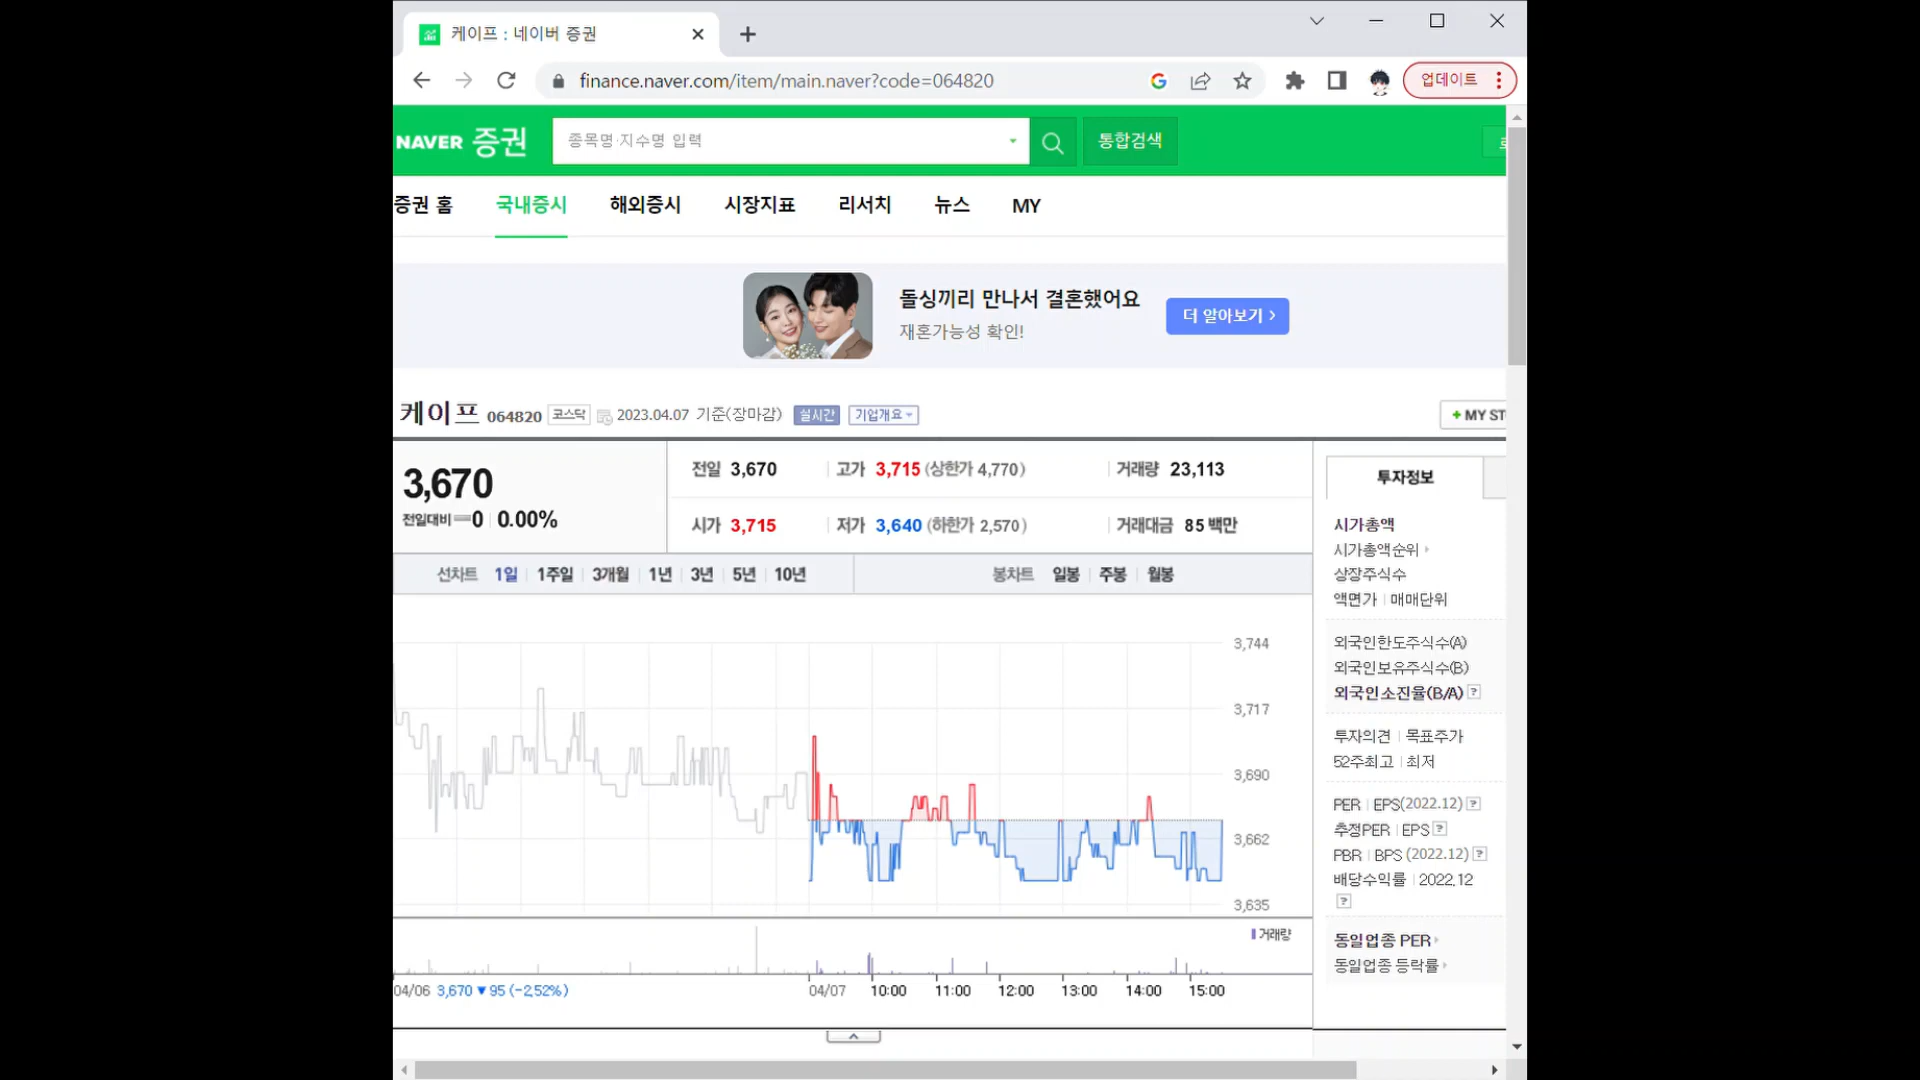 케이프 : 네이버 증권
finance.naver.com/item/main.naver?code=064820
업데이트
NAVER 증권
종목명·지수명 입력
통합검색
증권 홈 국내증시 해외증시 시장지표 리서치 뉴스 MY
돌싱끼리 만나서 결혼했어요
재혼가능성 확인!
더 알아보기 ›
케이프 064820 코스닥 2023.04.07 기준(장마감) 실시간 기업개요
+ MY ST
3,670
전일대비 0 0.00%
전일 3,670 고가 3,715 (상한가 4,770) 거래량 23,113
시가 3,715 저가 3,640 (하한가 2,570) 거래대금 85 백만
선차트 1일 1주일 3개월 1년 3년 5년 10년
봉차트 일봉 주봉 월봉
3,744
3,717
3,690
3,662
3,635
거래량
04/06 3,670 ▼ 95 (-2.52%)
04/07 10:00 11:00 12:00 13:00 14:00 15:00
투자정보
시가총액
시가총액순위
상장주식수
액면가 | 매매단위
외국인한도주식수(A)
외국인보유주식수(B)
외국인소진율(B/A) ?
투자의견 | 목표주가
52주최고 | 최저
PER | EPS(2022.12) ?
추정PER | EPS ?
PBR | BPS (2022.12) ?
배당수익률 | 2022.12
?
동일업종 PER
동일업종 등락률